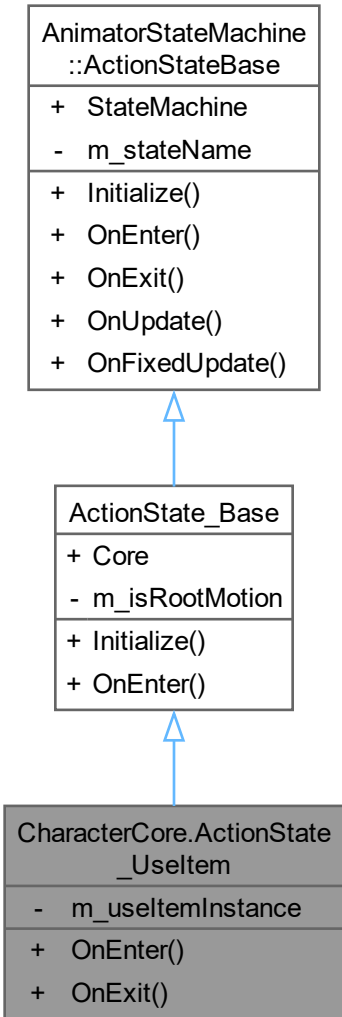 AnimatorStateMachine
::ActionStateBase
+ StateMachine
- m_stateName
+ Initialize()
+ OnEnter()
+ OnExit()
+ OnUpdate()
+ OnFixedUpdate()
ActionState_Base
+ Core
- m_isRootMotion
+ Initialize()
+ OnEnter()
CharacterCore.ActionState
_UseItem
- m_useItemInstance
+ OnEnter()
+ OnExit()